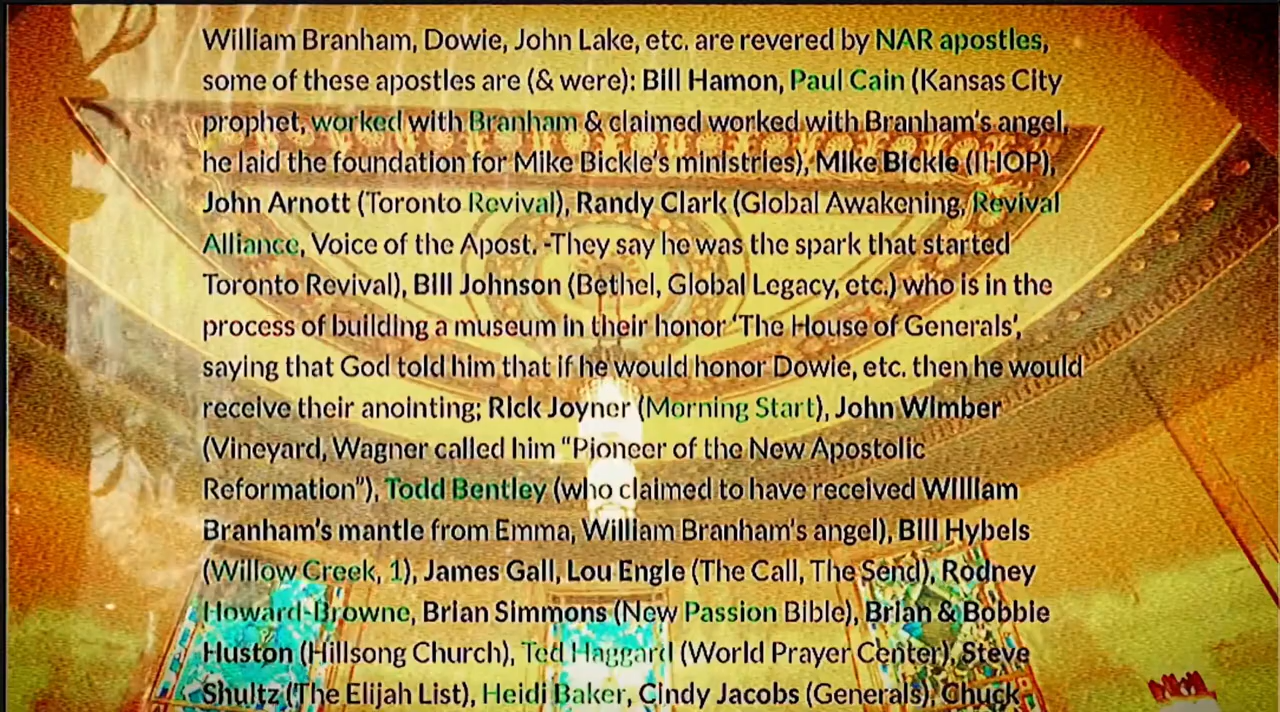 William Branham, Dowie, John Lake, etc. are revered by NAR apostles,
some of these apostles are (& were): Bill Hamon, Paul Cain (Kansas City
prophet, worked with Branham & claimed worked with Branham's angel,
he laid the foundation for Mike Bickle's ministries), Mike Bickle (IHOP),
John Arnott (Toronto Revival), Randy Clark (Global Awakening, Revival
Alliance, Voice of the Apost. -They say he was the spark that started
Toronto Revival), Bill Johnson (Bethel, Global Legacy, etc.) who is in the
process of building a museum in their honor 'The House of Generals',
saying that God told him that if he would honor Dowie, etc. then he would
receive their anointing; Rick Joyner (Morning Start), John Wimber
(Vineyard, Wagner called him "Pioneer of the New Apostolic
Reformation"), Todd Bentley (who claimed to have received William
Branham's mantle from Emma, William Branham's angel), Bill Hybels
(Willow Creek, 1), James Gall, Lou Engle (The Call, The Send), Rodney
Howard-Browne, Brian Simmons (New Passion Bible), Brian & Bobbie
Huston (Hillsong Church), Ted Haggard (World Prayer Center), Steve
Shultz (The Elijah List), Heidi Baker, Cindy Jacobs (Generals), Chuck